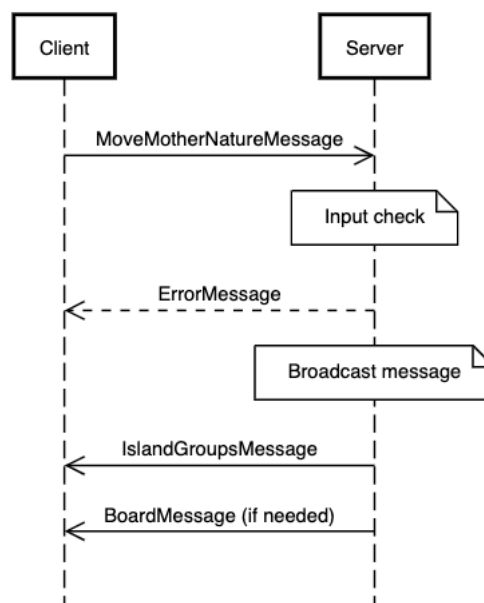 Client
Server
MoveMotherNatureMessage
Input check
ErrorMessage
Broadcast message
IslandGroupsMessage
BoardMessage (if needed)